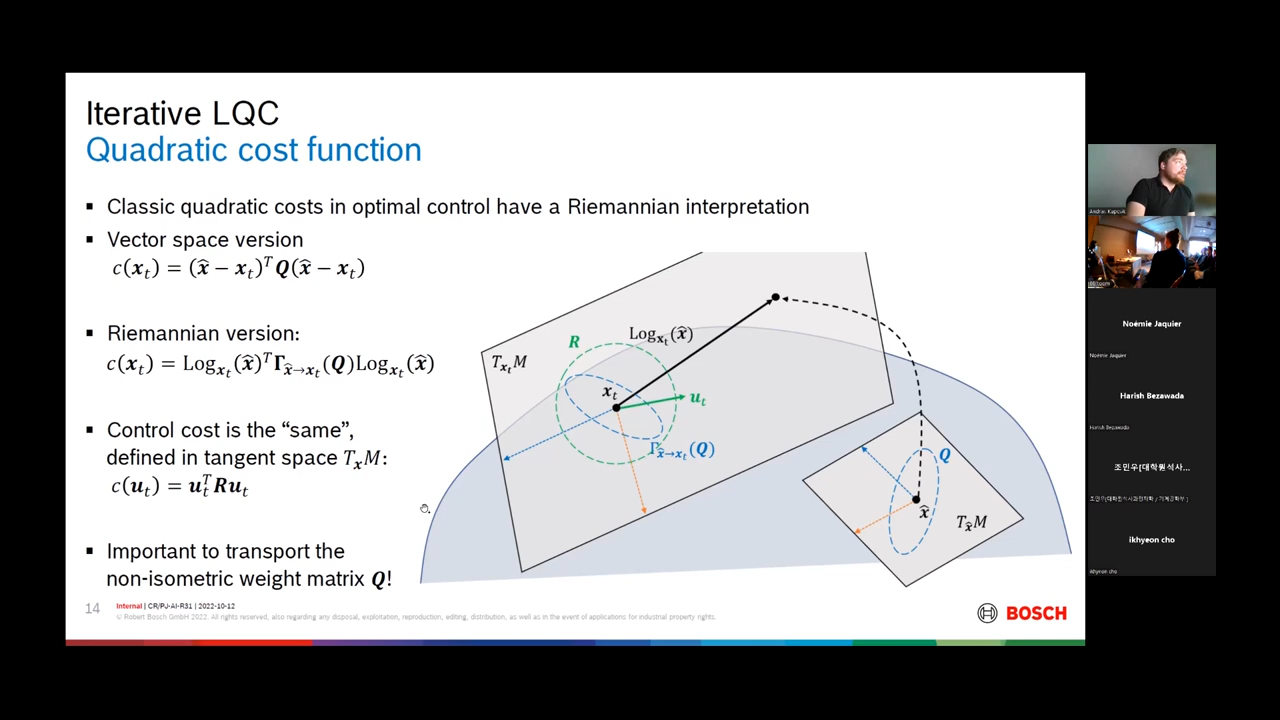 Iterative LQC
Quadratic cost function
▪ Classic quadratic costs in optimal control have a Riemannian interpretation
▪ Vector space version
c(x_t) = (x̂ − x_t)^T Q(x̂ − x_t)
▪ Riemannian version:
c(x_t) = Log_{x_t}(x̂)^T Γ_{x̂→x_t}(Q)Log_{x_t}(x̂)
▪ Control cost is the “same”,
defined in tangent space T_xM:
c(u_t) = u_t^T Ru_t
▪ Important to transport the
non-isometric weight matrix Q!
T_{x_t}M
R
Log_{x_t}(x̂)
x_t
u_t
Γ_{x̂→x_t}(Q)
Q
x̂
T_{x̂}M
14
Internal | CR/PJ-AI-R31 | 2022-10-12
© Robert Bosch GmbH 2022. All rights reserved, also regarding any disposal, exploitation, reproduction, editing, distribution, as well as in the event of applications for industrial property rights.
BOSCH
Andras Kupcsik
Noémie Jaquier
Noémie Jaquier
Harish Bezawada
Harish Bezawada
조민우[대학원석사...
ikhyeon cho
ikhyeon cho